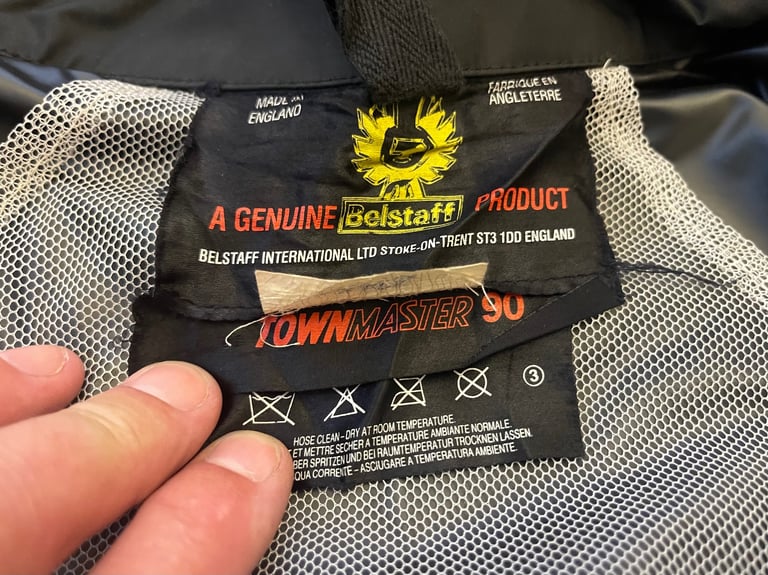 MADE IN
ENGLAND
FABRIQUE EN
ANGLETERRE
A GENUINE Belstaff PRODUCT
BELSTAFF INTERNATIONAL LTD STOKE-ON-TRENT ST3 1DD ENGLAND
TOWNMASTER 90
3
HOSE CLEAN - DRY AT ROOM TEMPERATURE.
ET METTRE SECHER A TEMPERATURE AMBIANTE NORMALE.
SPRITZEN UND BEI RAUMTEMPERATUR TROCKNEN LASSEN.
CORRENTE - ASCIUGARE A TEMPERATURA AMBIENTE.